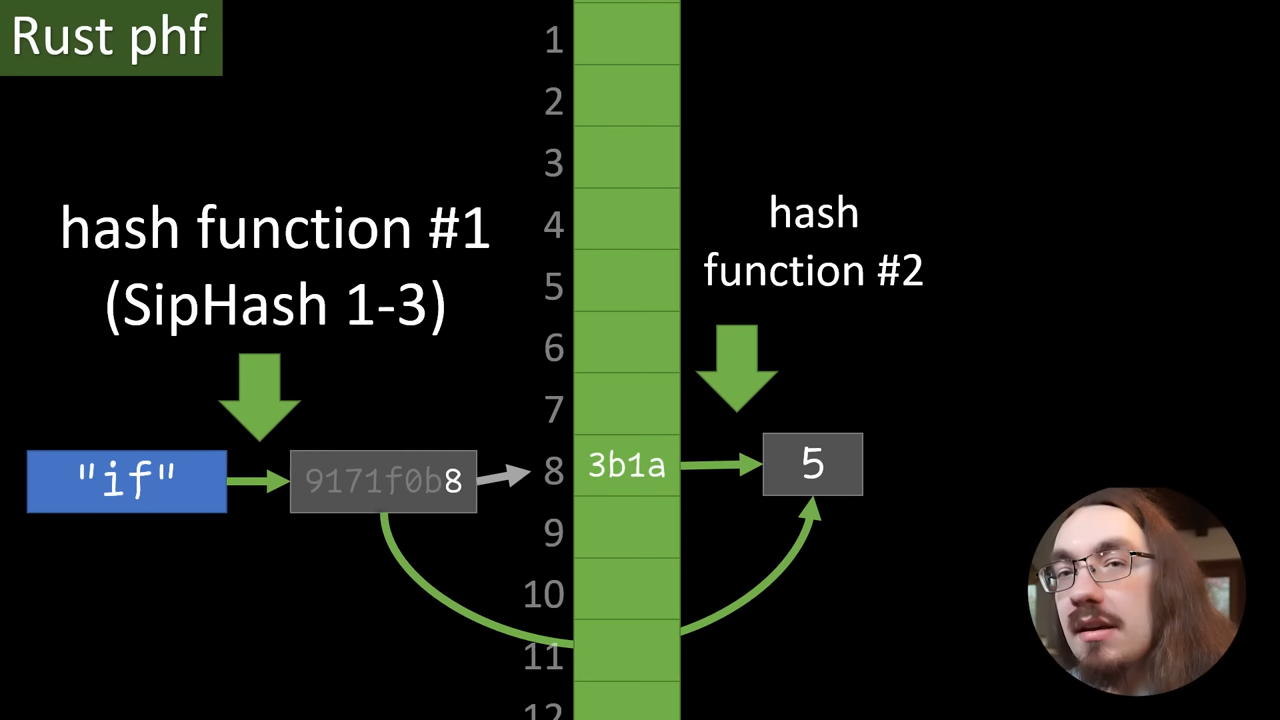 Rust phf
1
2
3
4
5
6
7
8
9
10
11
12
hash function #1
(SipHash 1-3)
"if"
9171f0b8
3b1a
hash
function #2
5